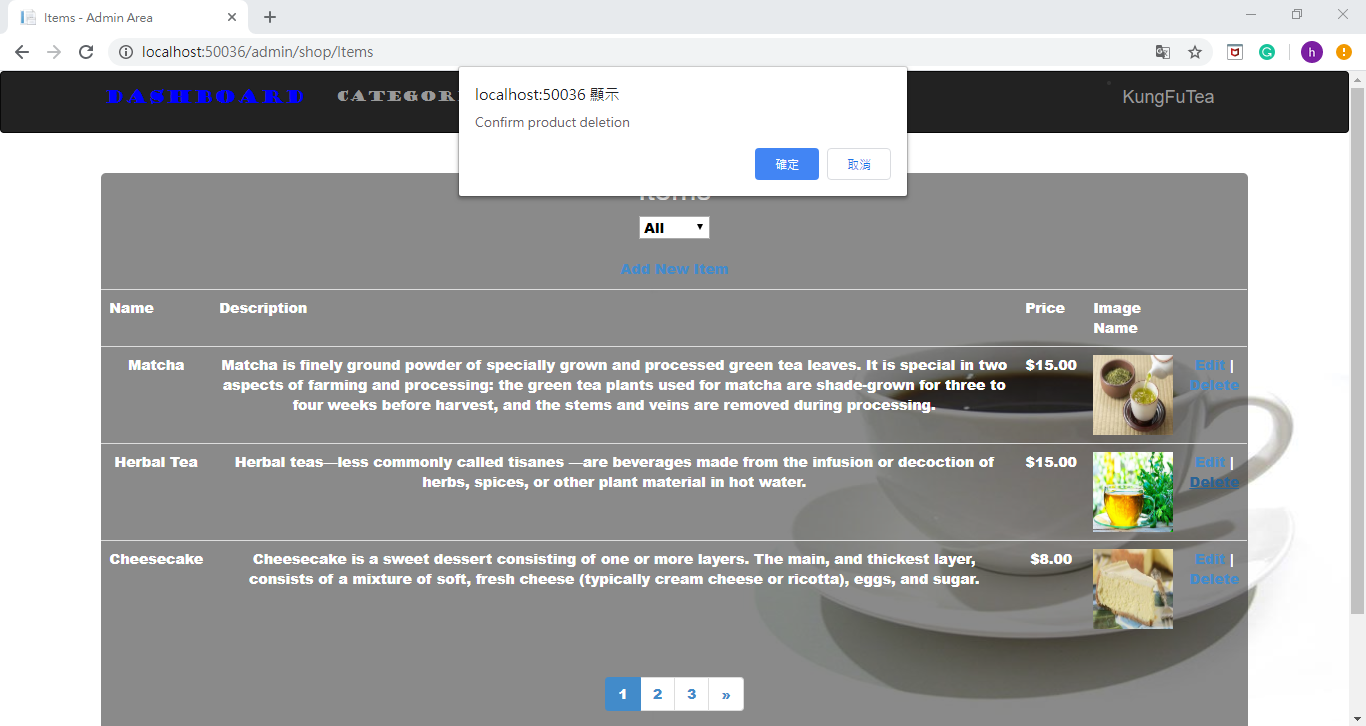 Items - Admin Area
localhost:50036/admin/shop/Items
h
DASHBOARD
KungFuTea
localhost:50036 顯示
Confirm product deletion
確定
取消
Items
All
Add New Item
Name Description Price Image
Name
Matcha
Matcha is finely ground powder of specially grown and processed green tea leaves. It is special in two
aspects of farming and processing: the green tea plants used for matcha are shade-grown for three to
four weeks before harvest, and the stems and veins are removed during processing.
$15.00
Edit |
Delete
Herbal Tea
Herbal teas—less commonly called tisanes —are beverages made from the infusion or decoction of
herbs, spices, or other plant material in hot water.
$15.00
Edit |
Delete
Cheesecake
Cheesecake is a sweet dessert consisting of one or more layers. The main, and thickest layer,
consists of a mixture of soft, fresh cheese (typically cream cheese or ricotta), eggs, and sugar.
$8.00
Edit |
Delete
1 2 3 »